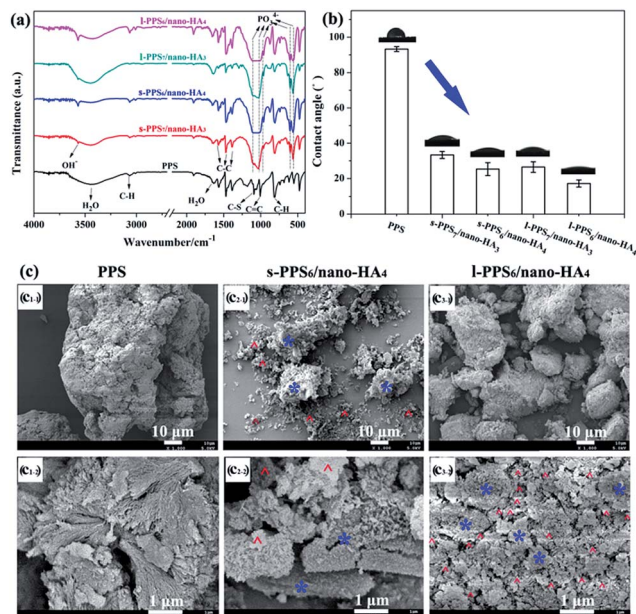 (a)
PO₄³⁻
l-PPS₆/nano-HA₄
l-PPS₇/nano-HA₃
s-PPS₆/nano-HA₄
s-PPS₇/nano-HA₃
PPS
OH⁻
H₂O
C-H
H₂O
C-C
C-S
C=C
C-H
Transmittance (a.u.)
4000 3500 3000 2000 1600 1200 800 400
Wavenumber/cm⁻¹
(b)
Contact angle (°)
100
80
60
40
20
0
PPS
s-PPS₇/nano-HA₃
s-PPS₆/nano-HA₄
l-PPS₇/nano-HA₃
l-PPS₆/nano-HA₄
(c) PPS s-PPS₆/nano-HA₄ l-PPS₆/nano-HA₄
(c₁₋₁) (c₂₋₁) (c₃₋₁)
10 μm 10 μm 10 μm
(c₁₋₂) (c₂₋₂) (c₃₋₂)
1 μm 1 μm 1 μm